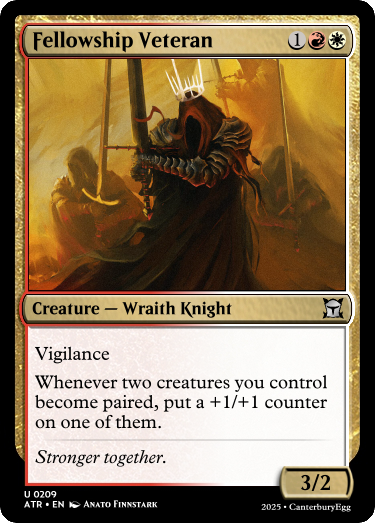 Fellowship Veteran 1
Creature — Wraith Knight
Vigilance
Whenever two creatures you control
become paired, put a +1/+1 counter
on one of them.
Stronger together.
3/2
U 0209
ATR • EN Anato Finnstark
2025 • CanterburyEgg